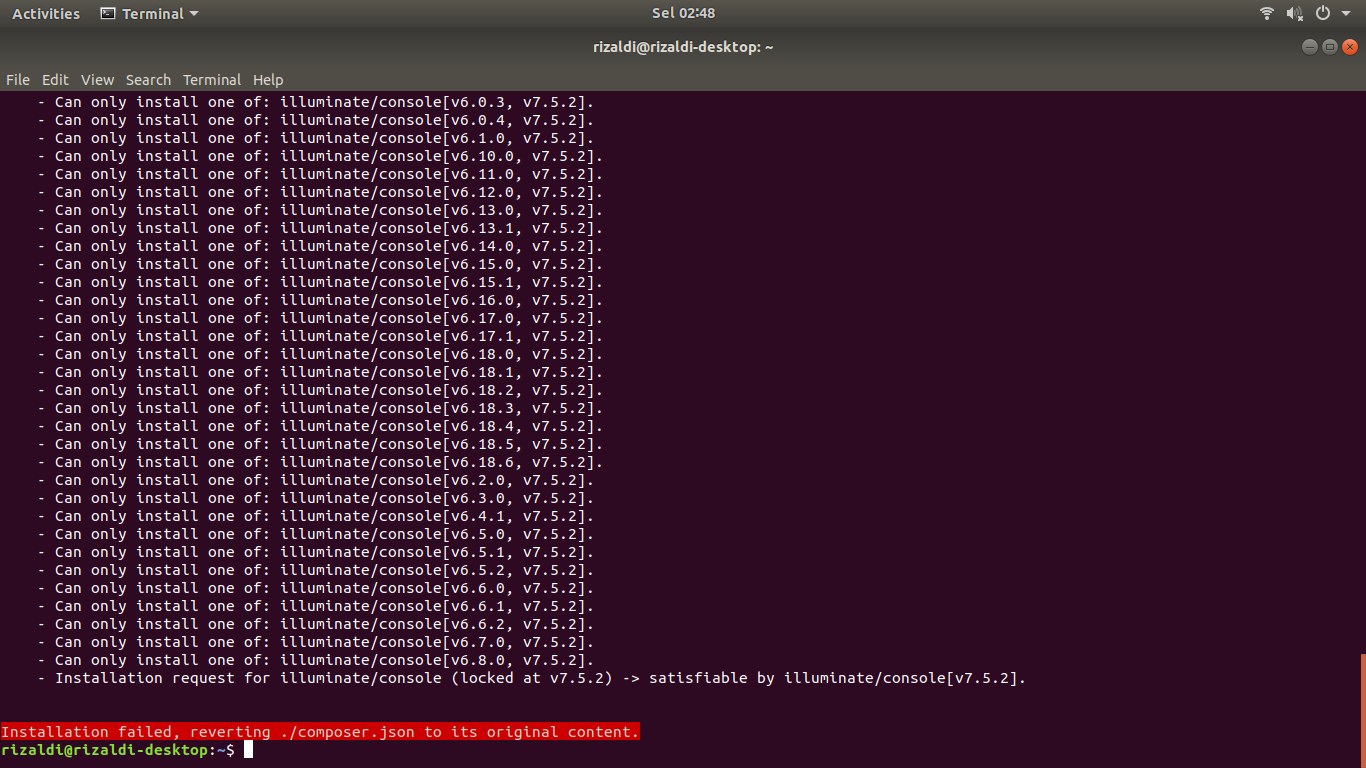 Activities Terminal Sel 02:48
rizaldi@rizaldi-desktop: ~
File Edit View Search Terminal Help
- Can only install one of: illuminate/console[v6.0.3, v7.5.2].
- Can only install one of: illuminate/console[v6.0.4, v7.5.2].
- Can only install one of: illuminate/console[v6.1.0, v7.5.2].
- Can only install one of: illuminate/console[v6.10.0, v7.5.2].
- Can only install one of: illuminate/console[v6.11.0, v7.5.2].
- Can only install one of: illuminate/console[v6.12.0, v7.5.2].
- Can only install one of: illuminate/console[v6.13.0, v7.5.2].
- Can only install one of: illuminate/console[v6.13.1, v7.5.2].
- Can only install one of: illuminate/console[v6.14.0, v7.5.2].
- Can only install one of: illuminate/console[v6.15.0, v7.5.2].
- Can only install one of: illuminate/console[v6.15.1, v7.5.2].
- Can only install one of: illuminate/console[v6.16.0, v7.5.2].
- Can only install one of: illuminate/console[v6.17.0, v7.5.2].
- Can only install one of: illuminate/console[v6.17.1, v7.5.2].
- Can only install one of: illuminate/console[v6.18.0, v7.5.2].
- Can only install one of: illuminate/console[v6.18.1, v7.5.2].
- Can only install one of: illuminate/console[v6.18.2, v7.5.2].
- Can only install one of: illuminate/console[v6.18.3, v7.5.2].
- Can only install one of: illuminate/console[v6.18.4, v7.5.2].
- Can only install one of: illuminate/console[v6.18.5, v7.5.2].
- Can only install one of: illuminate/console[v6.18.6, v7.5.2].
- Can only install one of: illuminate/console[v6.2.0, v7.5.2].
- Can only install one of: illuminate/console[v6.3.0, v7.5.2].
- Can only install one of: illuminate/console[v6.4.1, v7.5.2].
- Can only install one of: illuminate/console[v6.5.0, v7.5.2].
- Can only install one of: illuminate/console[v6.5.1, v7.5.2].
- Can only install one of: illuminate/console[v6.5.2, v7.5.2].
- Can only install one of: illuminate/console[v6.6.0, v7.5.2].
- Can only install one of: illuminate/console[v6.6.1, v7.5.2].
- Can only install one of: illuminate/console[v6.6.2, v7.5.2].
- Can only install one of: illuminate/console[v6.7.0, v7.5.2].
- Can only install one of: illuminate/console[v6.8.0, v7.5.2].
- Installation request for illuminate/console (locked at v7.5.2) -> satisfiable by illuminate/console[v7.5.2].
Installation failed, reverting ./composer.json to its original content.
rizaldi@rizaldi-desktop:~$